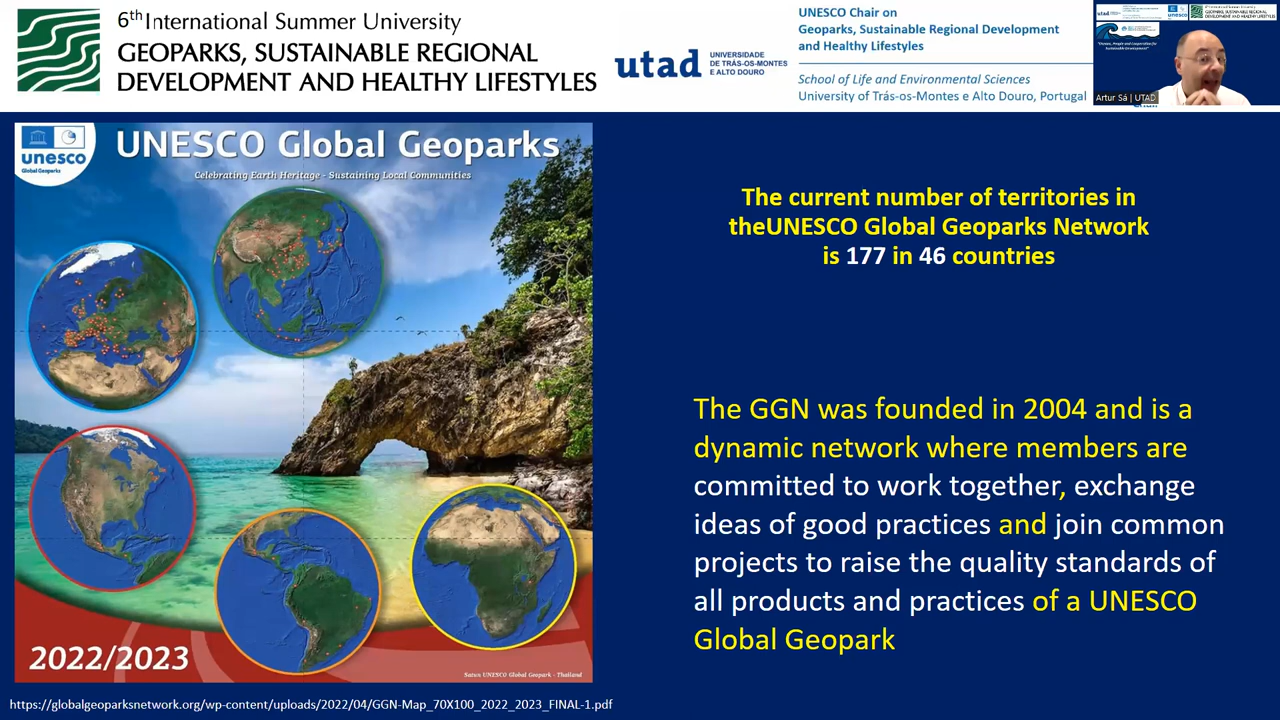 6th International Summer University
GEOPARKS, SUSTAINABLE REGIONAL
DEVELOPMENT AND HEALTHY LIFESTYLES
utad
UNIVERSIDADE
DE TRÁS-OS-MONTES
E ALTO DOURO
UNESCO Chair on
Geoparks, Sustainable Regional Development
and Healthy Lifestyles
School of Life and Environmental Sciences
University of Trás-os-Montes e Alto Douro, Portugal
Artur Sá | UTAD
unesco
Global Geoparks
UNESCO Global Geoparks
Celebrating Earth Heritage - Sustaining Local Communities
2022/2023
Satun UNESCO Global Geopark - Thailand
The current number of territories in
theUNESCO Global Geoparks Network
is 177 in 46 countries
The GGN was founded in 2004 and is a
dynamic network where members are
committed to work together, exchange
ideas of good practices and join common
projects to raise the quality standards of
all products and practices of a UNESCO
Global Geopark
https://globalgeoparksnetwork.org/wp-content/uploads/2022/04/GGN-Map_70X100_2022_2023_FINAL-1.pdf